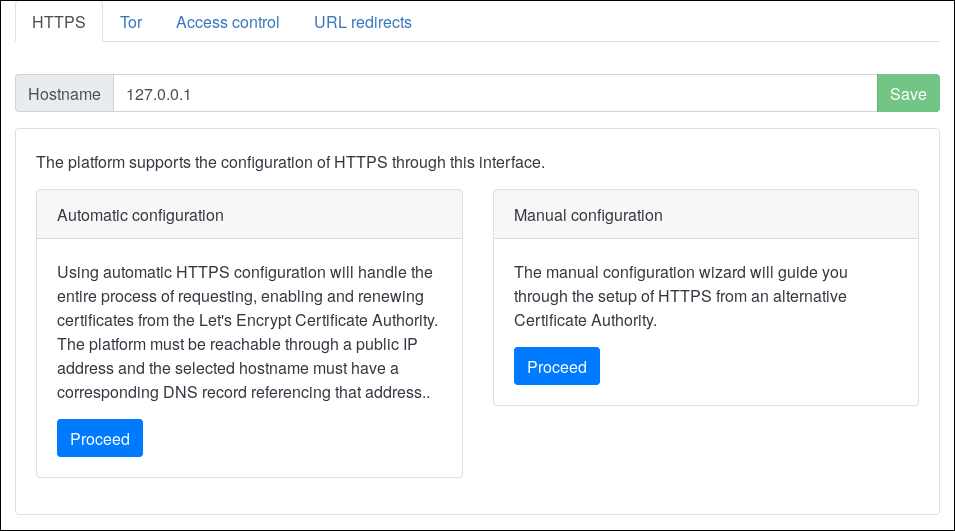 HTTPS Tor Access control URL redirects
Hostname 127.0.0.1 Save
The platform supports the configuration of HTTPS through this interface.
Automatic configuration
Using automatic HTTPS configuration will handle the
entire process of requesting, enabling and renewing
certificates from the Let's Encrypt Certificate Authority.
The platform must be reachable through a public IP
address and the selected hostname must have a
corresponding DNS record referencing that address..
Proceed
Manual configuration
The manual configuration wizard will guide you
through the setup of HTTPS from an alternative
Certificate Authority.
Proceed